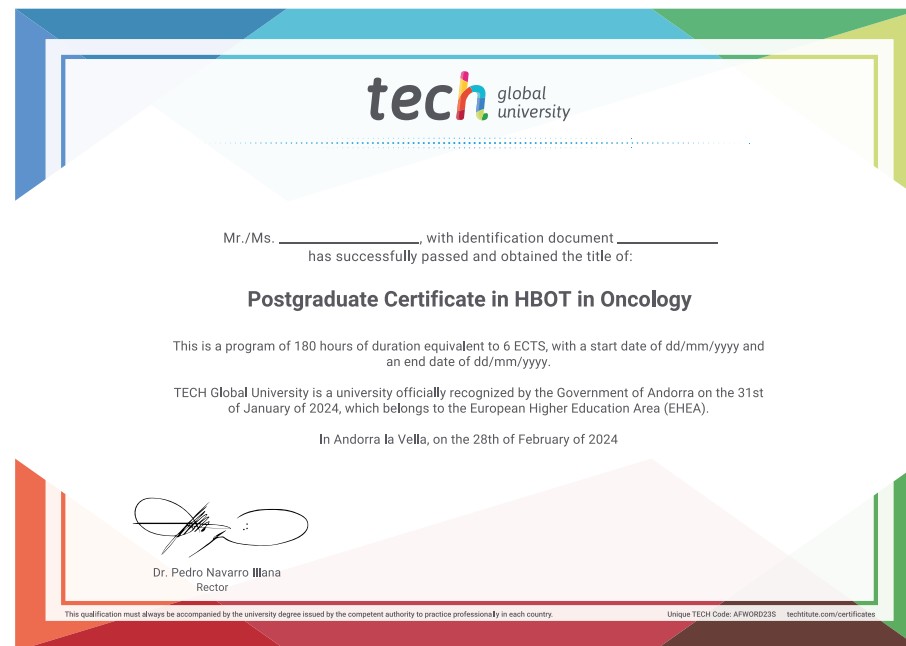 tech global university
Mr./Ms. ____________, with identification document ____________
has successfully passed and obtained the title of:
Postgraduate Certificate in HBOT in Oncology
This is a program of 180 hours of duration equivalent to 6 ECTS, with a start date of dd/mm/yyyy and
an end date of dd/mm/yyyy.
TECH Global University is a university officially recognized by the Government of Andorra on the 31st
of January of 2024, which belongs to the European Higher Education Area (EHEA).
In Andorra la Vella, on the 28th of February of 2024
Dr. Pedro Navarro Illana
Rector
This qualification must always be accompanied by the university degree issued by the competent authority to practice professionally in each country.
Unique TECH Code: AFWORD23S techtitute.com/certificates